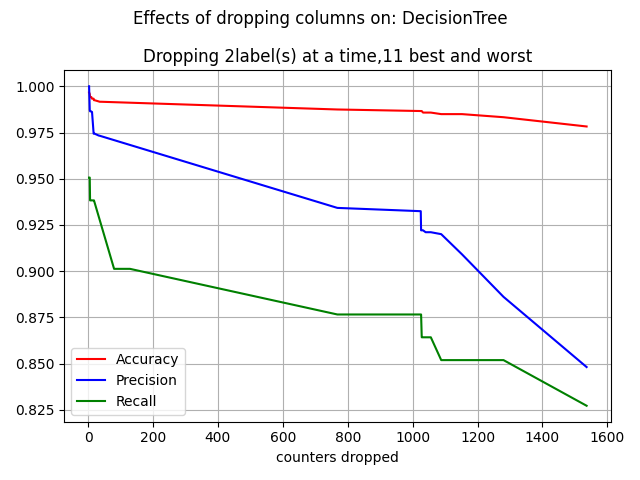 Effects of dropping columns on: DecisionTree
Dropping 2label(s) at a time,11 best and worst
1.000
0.975
0.950
0.925
0.900
0.875
0.850
0.825
Accuracy
Precision
Recall
0 200 400 600 800 1000 1200 1400 1600
counters dropped